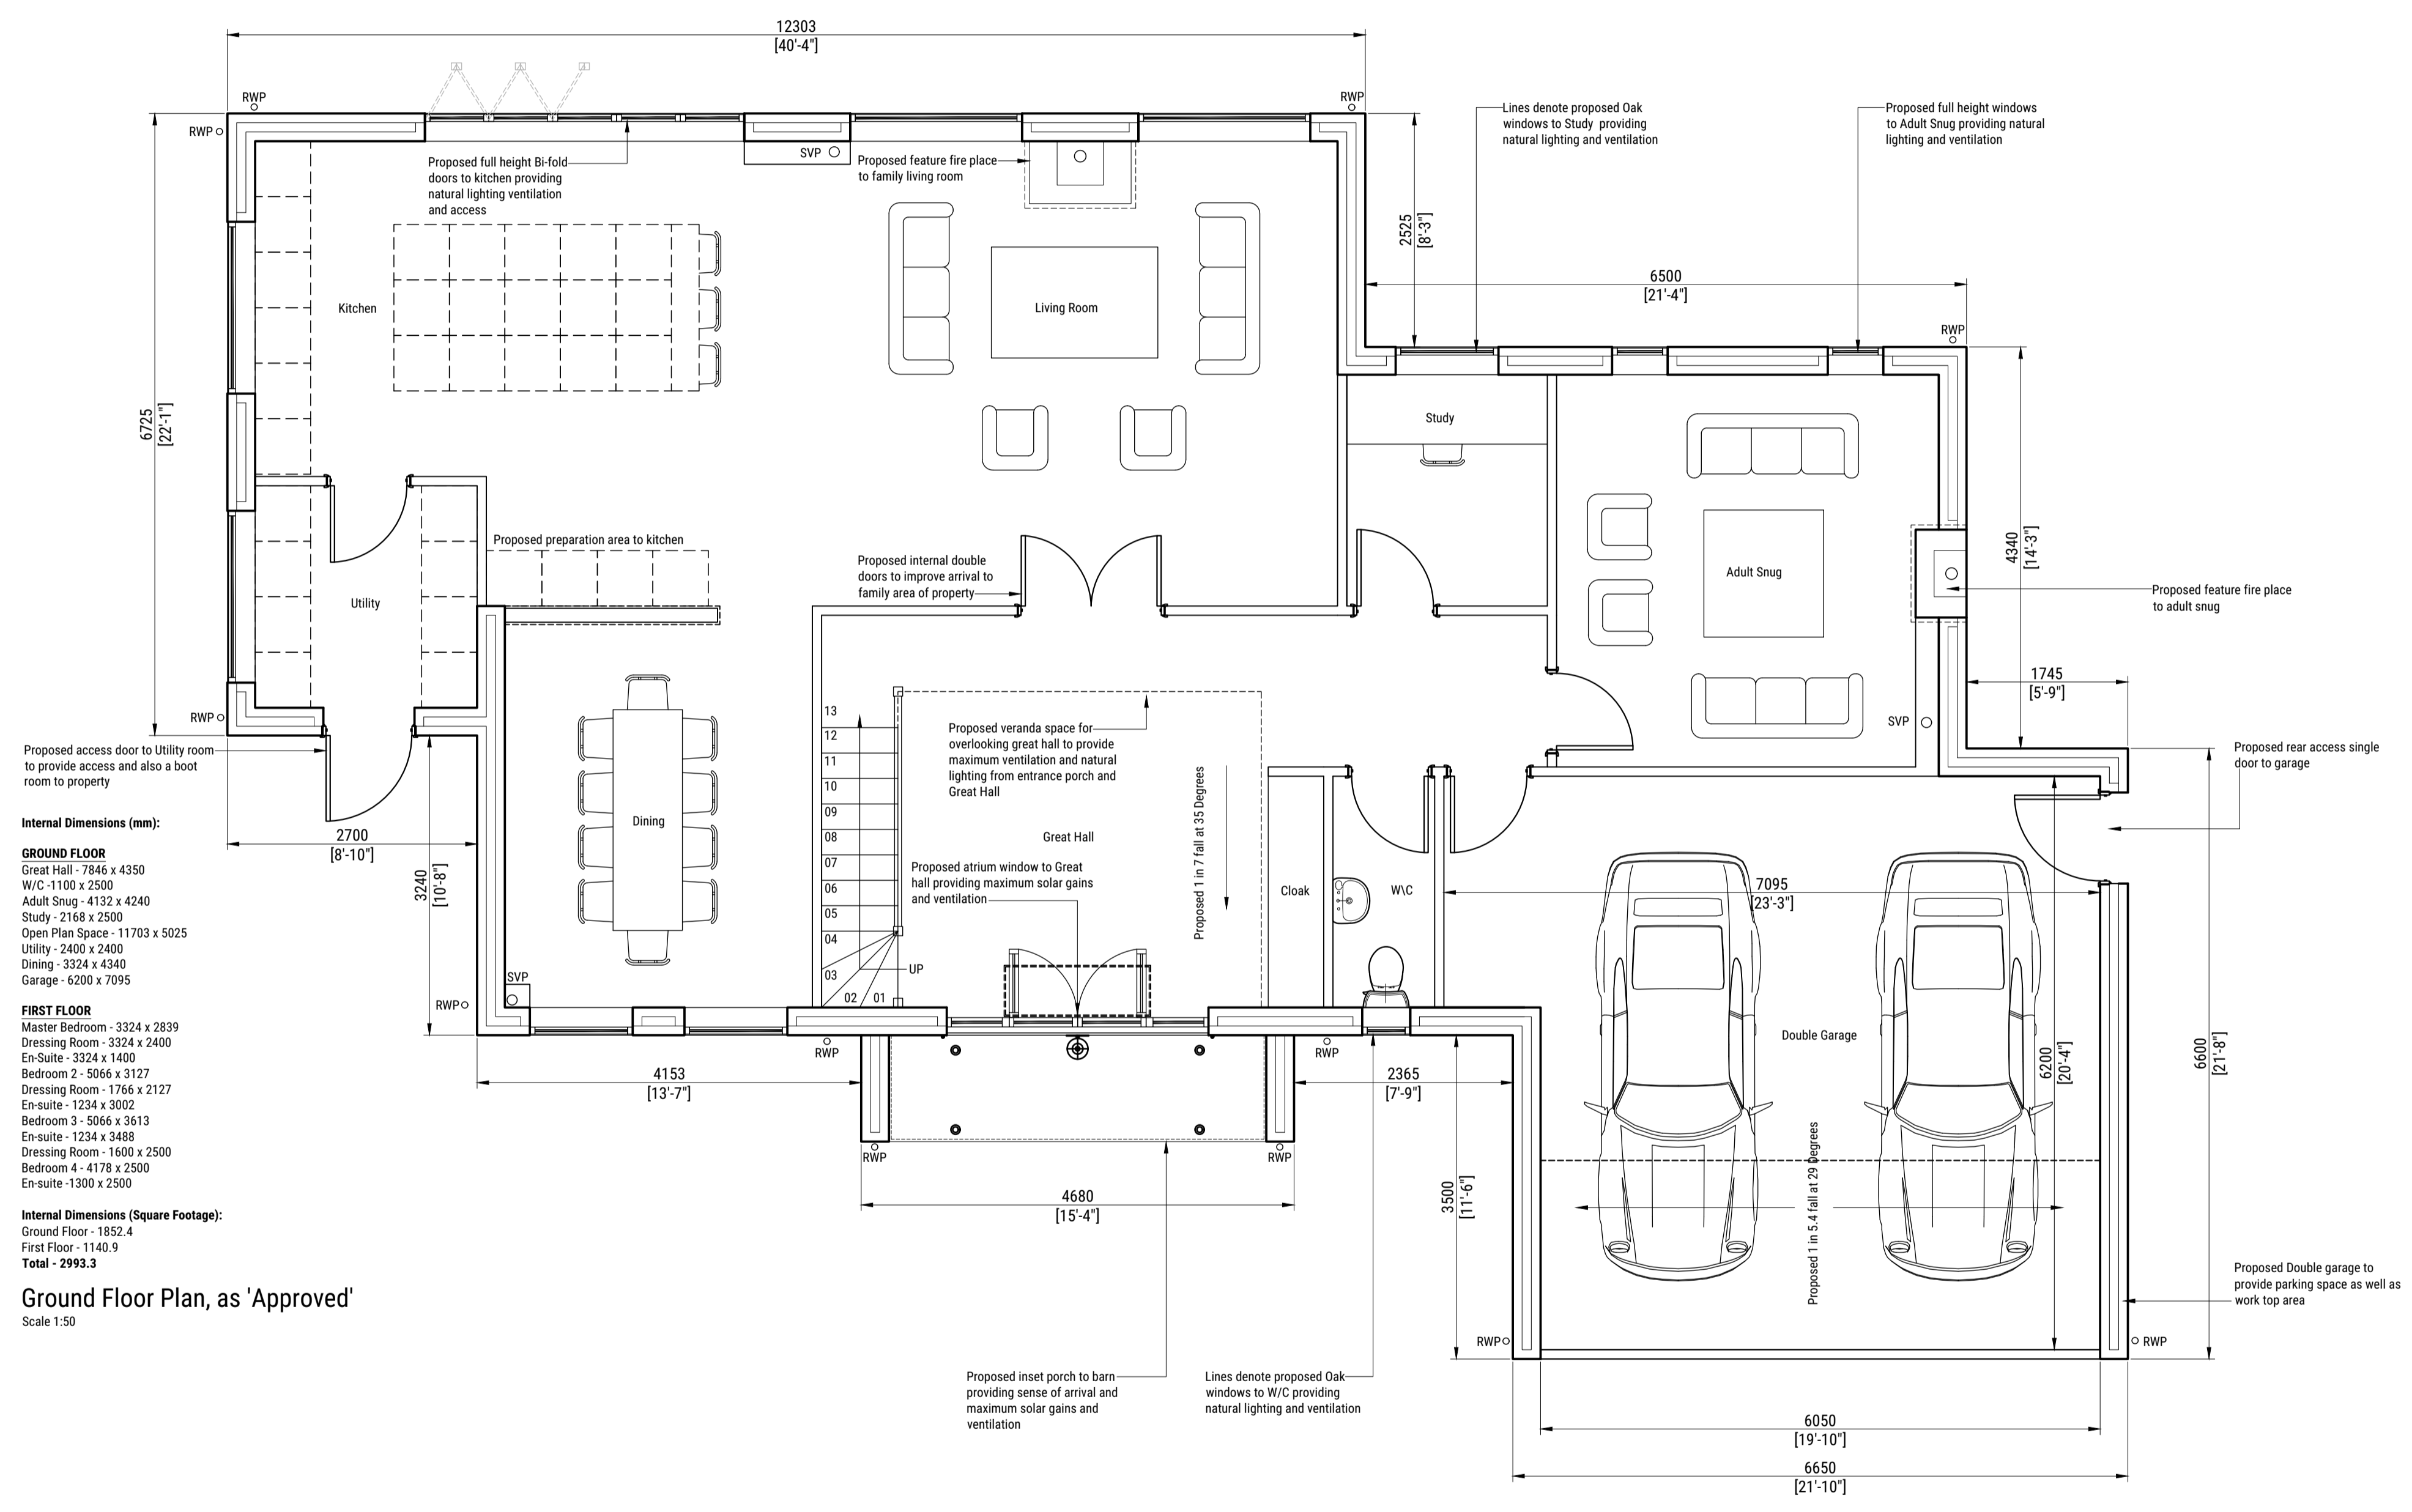 12303
[40'-4"]
RWP
RWP
RWP
Lines denote proposed Oak
windows to Study providing
natural lighting and ventilation
Proposed full height windows
to Adult Snug providing natural
lighting and ventilation
Proposed full height Bi-fold
doors to kitchen providing
natural lighting ventilation
and access
SVP
Proposed feature fire place
to family living room
2525
[8'-3"]
6500
[21'-4"]
RWP
Kitchen
Living Room
6725
[22'-1"]
Study
Proposed preparation area to kitchen
Proposed internal double
doors to improve arrival to
family area of property
Adult Snug
4340
[14'-3"]
Proposed feature fire place
to adult snug
Utility
1745
[5'-9"]
RWP
SVP
Proposed access door to Utility room
to provide access and also a boot
room to property
13
12
11
10
09
08
07
06
05
04
03
02
01
UP
Proposed veranda space for
overlooking great hall to provide
maximum ventilation and natural
lighting from entrance porch and
Great Hall
Proposed 1 in 7 fall at 35 Degrees
Proposed rear access single
door to garage
Dining
Great Hall
Proposed atrium window to Great
hall providing maximum solar gains
and ventilation
Cloak
W\C
7095
[23'-3"]
2700
[8'-10"]
3240
[10'-8"]
SVP
RWP
RWP
RWP
Double Garage
6200
[20'-4"]
6600
[21'-8"]
4153
[13'-7"]
2365
[7'-9"]
RWP
RWP
4680
[15'-4"]
3500
[11'-6"]
Proposed 1 in 5.4 fall at 29 Degrees
Proposed Double garage to
provide parking space as well as
work top area
RWP
RWP
Proposed inset porch to barn
providing sense of arrival and
maximum solar gains and
ventilation
Lines denote proposed Oak
windows to W/C providing
natural lighting and ventilation
6050
[19'-10"]
6650
[21'-10"]
Internal Dimensions (mm):
GROUND FLOOR
Great Hall - 7846 x 4350
W/C -1100 x 2500
Adult Snug - 4132 x 4240
Study - 2168 x 2500
Open Plan Space - 11703 x 5025
Utility - 2400 x 2400
Dining - 3324 x 4340
Garage - 6200 x 7095
FIRST FLOOR
Master Bedroom - 3324 x 2839
Dressing Room - 3324 x 2400
En-Suite - 3324 x 1400
Bedroom 2 - 5066 x 3127
Dressing Room - 1766 x 2127
En-suite - 1234 x 3002
Bedroom 3 - 5066 x 3613
En-suite - 1234 x 3488
Dressing Room - 1600 x 2500
Bedroom 4 - 4178 x 2500
En-suite -1300 x 2500
Internal Dimensions (Square Footage):
Ground Floor - 1852.4
First Floor - 1140.9
Total - 2993.3
Ground Floor Plan, as 'Approved'
Scale 1:50